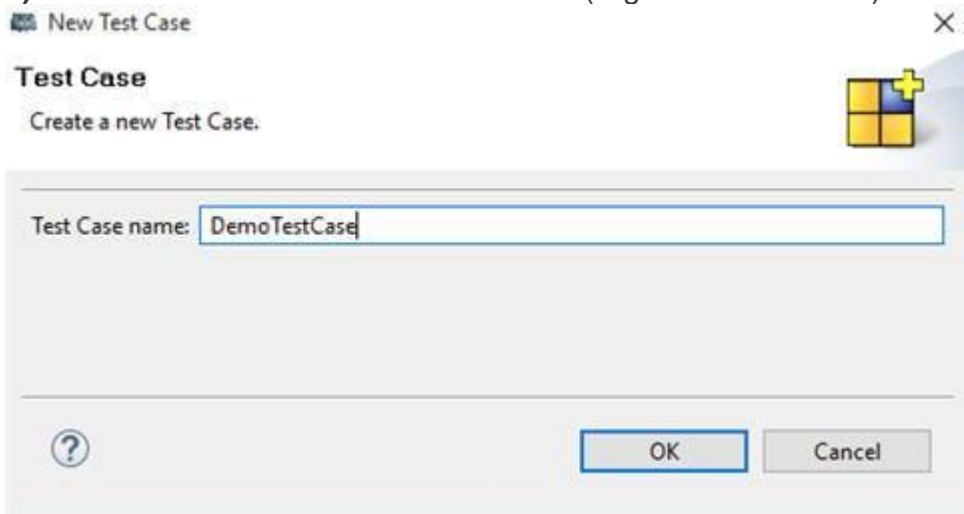 New Test Case
Test Case
Create a new Test Case.
Test Case name: DemoTestCase
?
OK Cancel